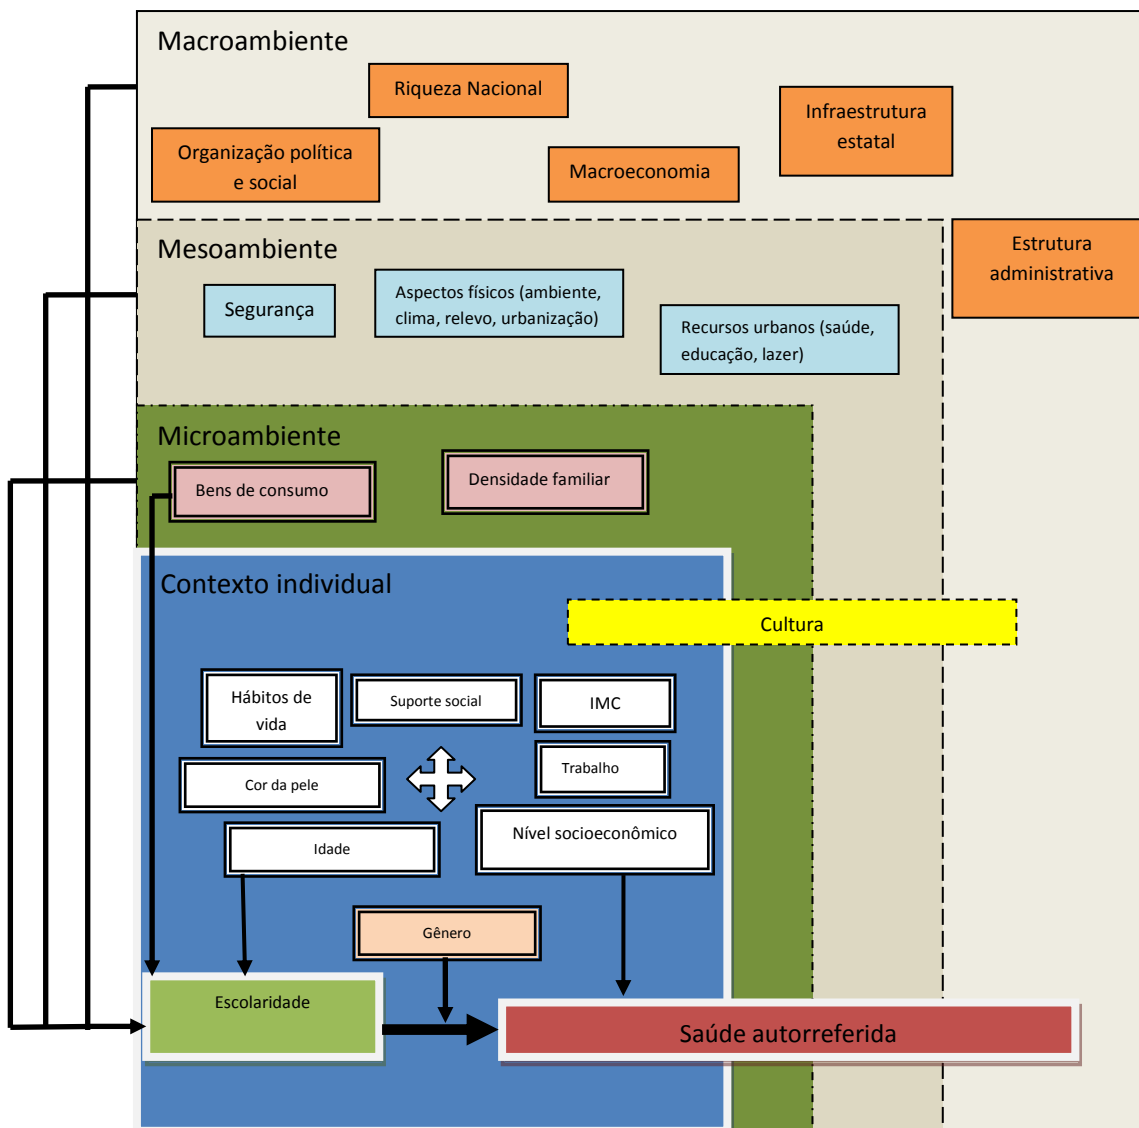 Macroambiente
Riqueza Nacional
Infraestrutura
estatal
Organização política
e social
Macroeconomia
Estrutura
administrativa
Mesoambiente
Segurança
Aspectos físicos (ambiente,
clima, relevo, urbanização)
Recursos urbanos (saúde,
educação, lazer)
Microambiente
Bens de consumo
Densidade familiar
Contexto individual
Cultura
Hábitos de
vida
Suporte social
IMC
Cor da pele
Trabalho
Idade
Nível socioeconômico
Gênero
Escolaridade
Saúde autorreferida